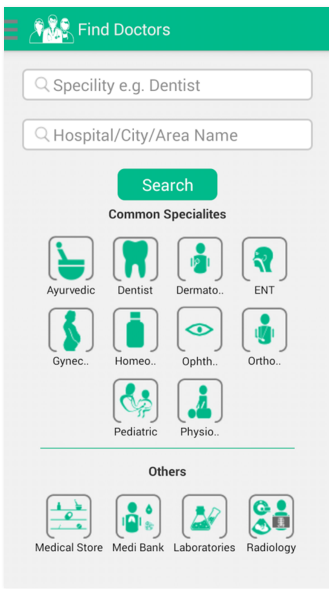 Find Doctors
Specility e.g. Dentist
Hospital/City/Area Name
Search
Common Specialites
Ayurvedic Dentist Dermato.. ENT
Gynec.. Homeo.. Ophth.. Ortho..
Pediatric Physio..
Others
Medical Store Medi Bank Laboratories Radiology